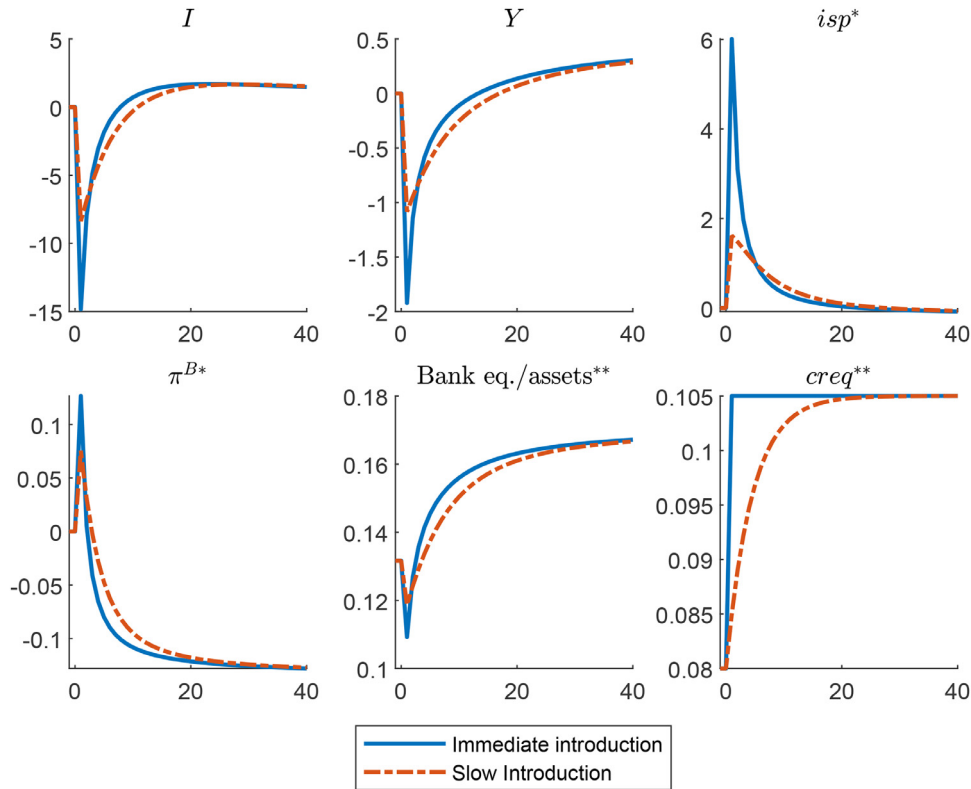 I
Y
isp*
5
0
-5
-10
-15
0 20 40
0.5
0
-0.5
-1
-1.5
-2
0 20 40
6
4
2
0
0 20 40
π^B*
Bank eq./assets**
creq**
0.1
0.05
0
-0.05
-0.1
0 20 40
0.18
0.16
0.14
0.12
0.1
0 20 40
0.105
0.1
0.095
0.09
0.085
0.08
0 20 40
Immediate introduction
Slow Introduction